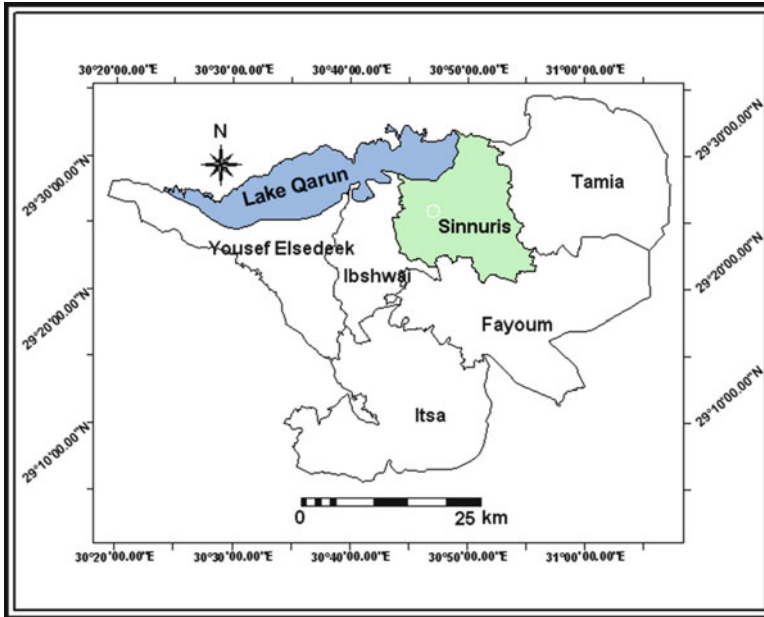 30°20'00.00"E 30°30'00.00"E 30°40'00.00"E 30°50'00.00"E 31°00'00.00"E
N
29°30'00.00"N
29°30'00.00"N
Lake Qarun
Tamia
Sinnuris
Yousef Elsedeek
Ibshwai
29°20'00.00"N
29°20'00.00"N
Fayoum
29°10'00.00"N
29°10'00.00"N
Itsa
0 25 km
30°20'00.00"E 30°30'00.00"E 30°40'00.00"E 30°50'00.00"E 31°00'00.00"E